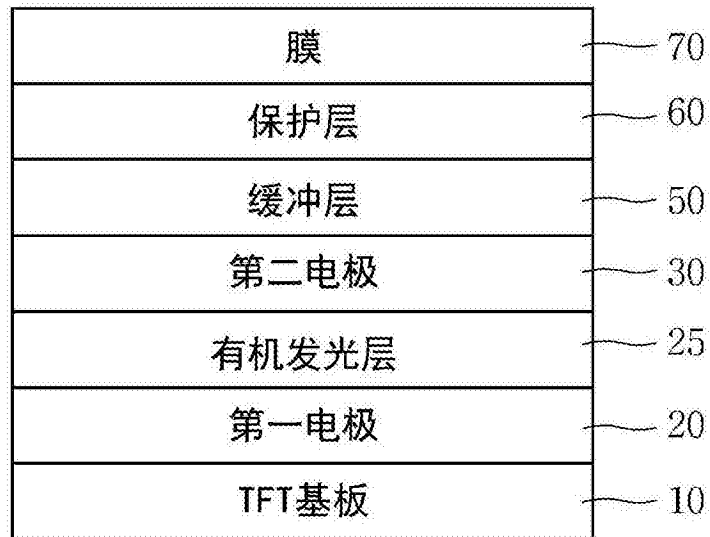 膜 70
保护层 60
缓冲层 50
第二电极 30
有机发光层 25
第一电极 20
TFT基板 10